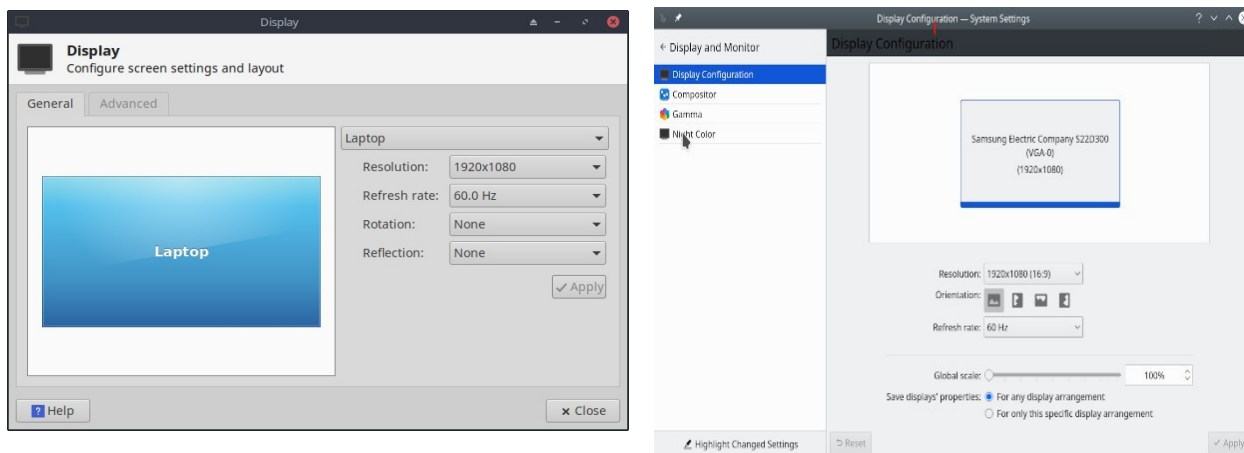 Display
Display
Configure screen settings and layout
General
Advanced
Laptop
Laptop
Resolution: 1920x1080
Refresh rate: 60.0 Hz
Rotation: None
Reflection: None
Apply
Help
Close
Display Configuration — System Settings
Display and Monitor
Display Configuration
Compositor
Gamma
Night Color
Display Configuration
Samsung Electric Company S22D300
(VGA-0)
(1920x1080)
Resolution: 1920x1080 (16:9)
Orientation:
Refresh rate: 60 Hz
Global scale: 100%
Save displays' properties: For any display arrangement
For only this specific display arrangement
Highlight Changed Settings
Reset
Apply